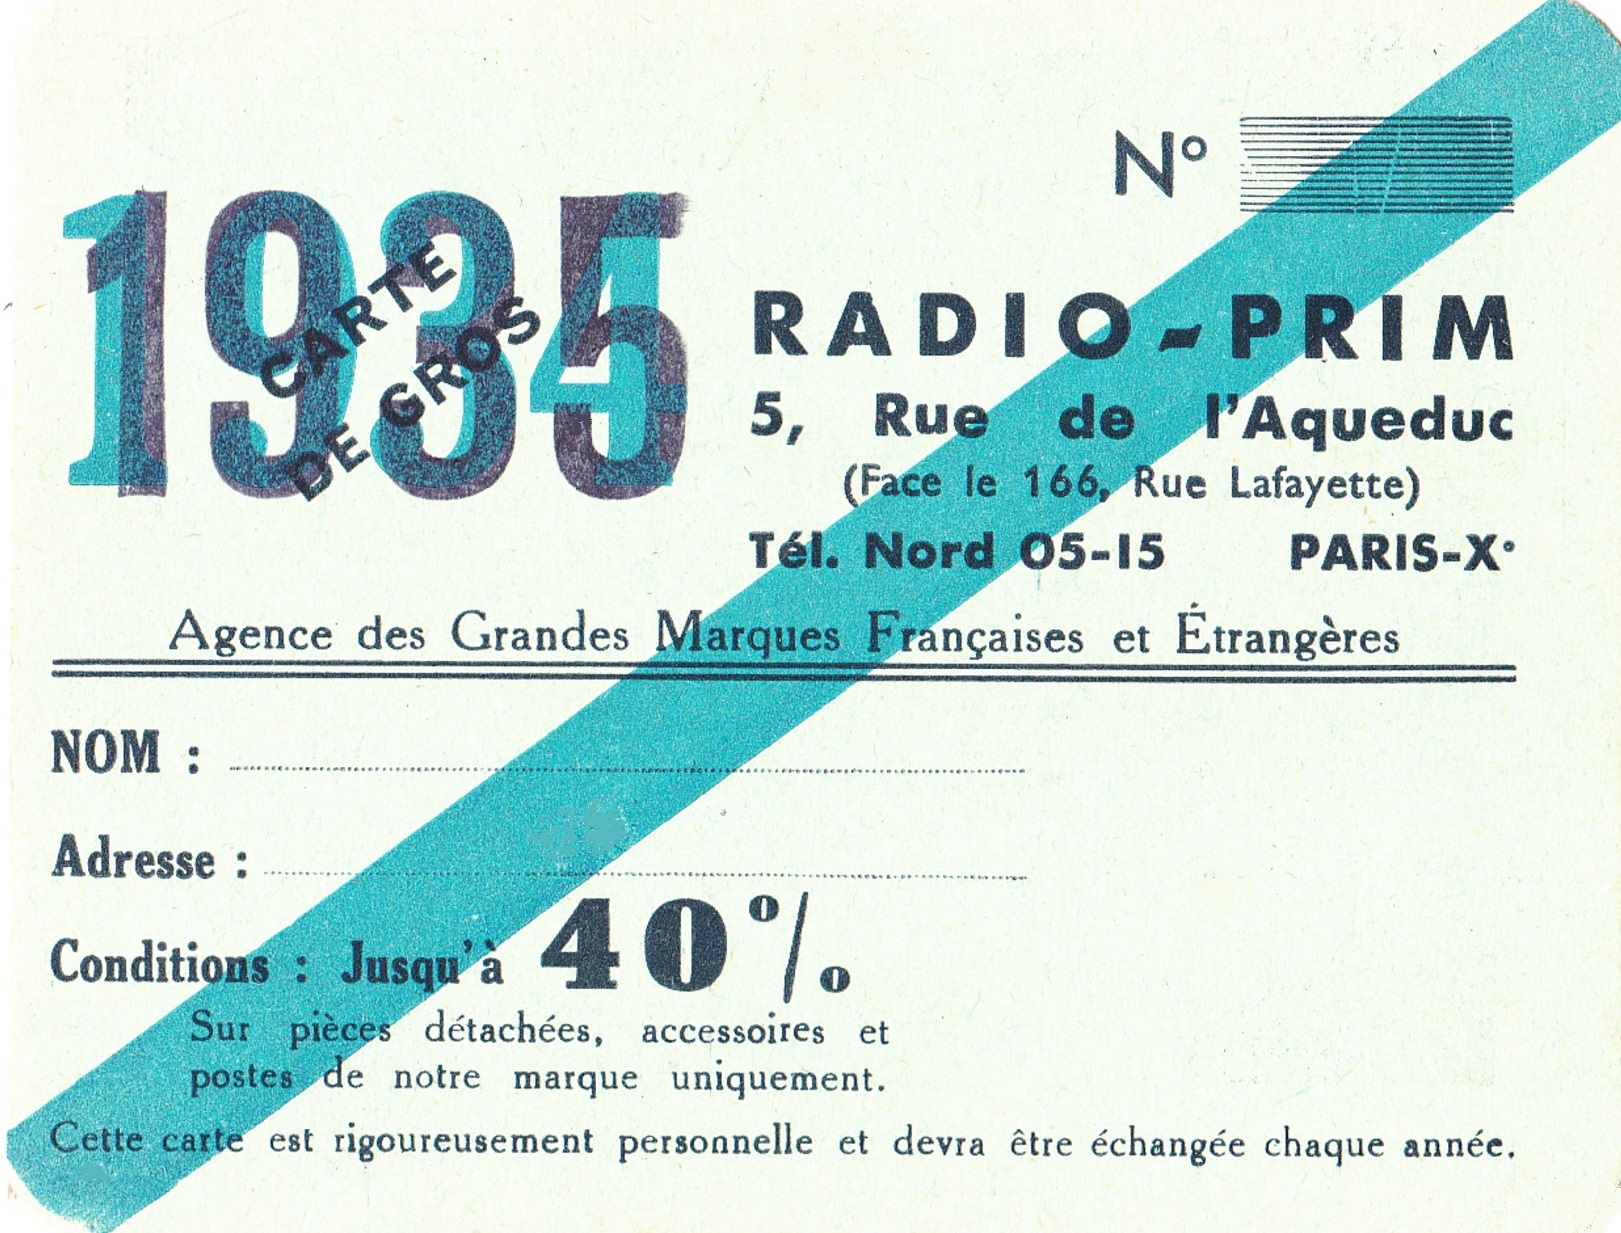 Nº
1935
CARTE
DE GROS
RADIO-PRIM
5, Rue de l'Aqueduc
(Face le 166, Rue Lafayette)
Tél. Nord 05-15 PARIS-Xº
Agence des Grandes Marques Françaises et Étrangères
NOM :
Adresse :
Conditions : Jusqu'à 40%
Sur pièces détachées, accessoires et
postes de notre marque uniquement.
Cette carte est rigoureusement personnelle et devra être échangée chaque année.